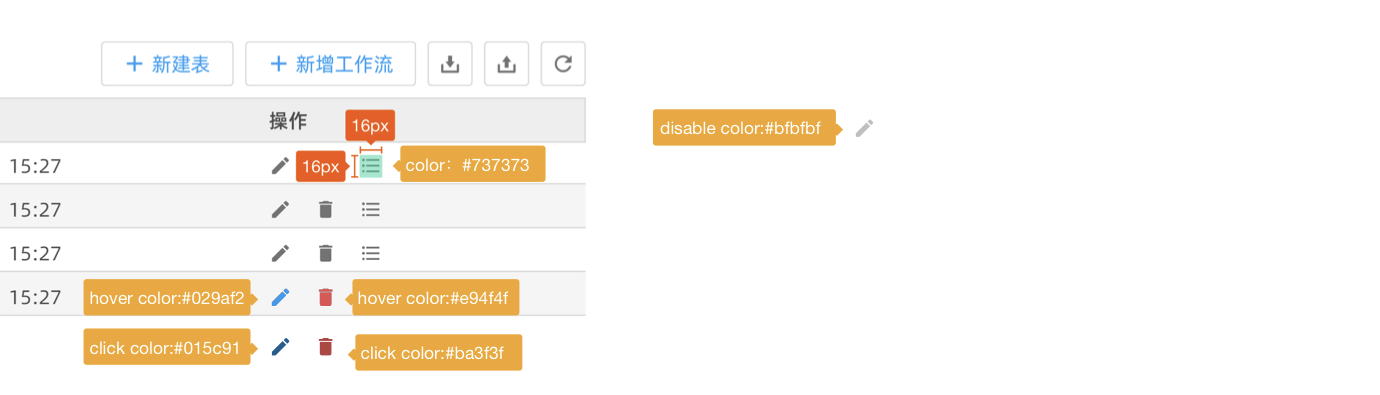 新建表
新增工作流
操作
16px
disable color:#bfbfbf
15:27
16px
color: #737373
15:27
15:27
15:27
hover color:#029af2
hover color:#e94f4f
click color:#015c91
click color:#ba3f3f